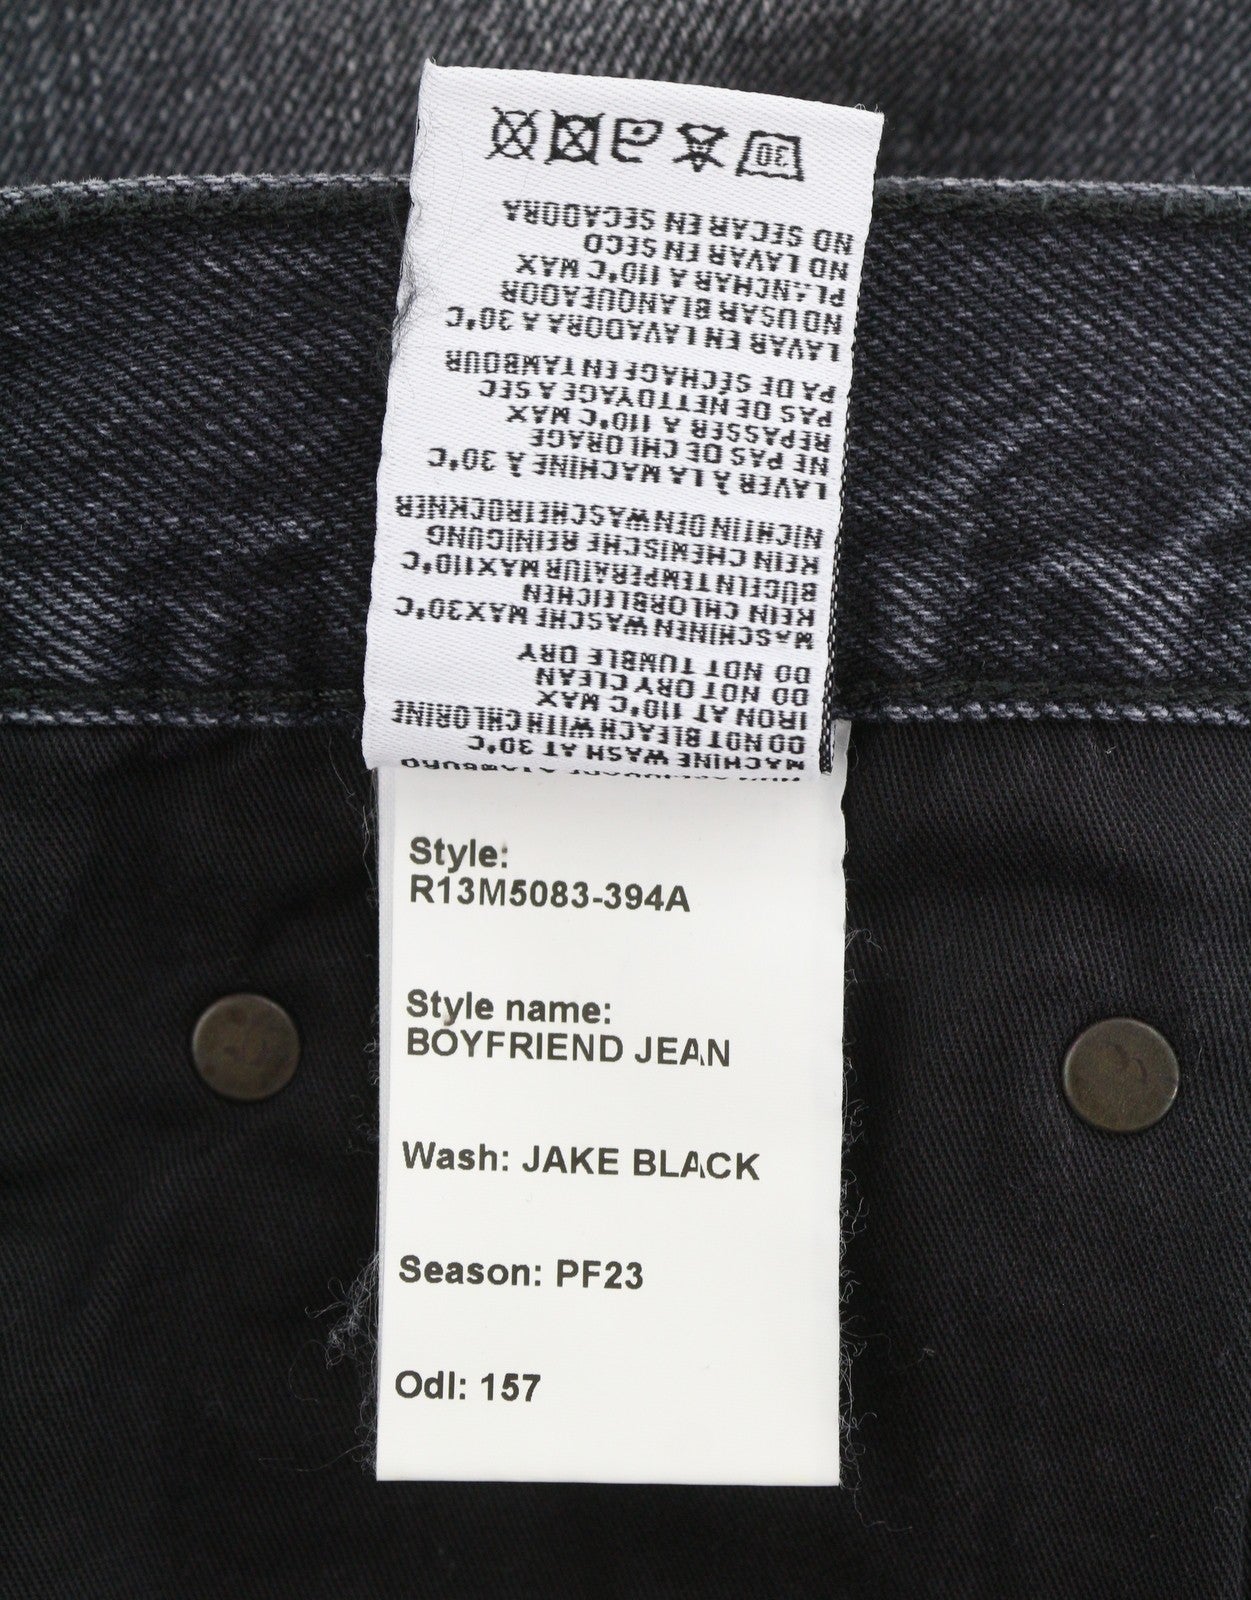 Style:
R13M5083-394A
Style name:
BOYFRIEND JEAN
Wash: JAKE BLACK
Season: PF23
Odl: 157
MACHINE WASH AT 30°C
DO NOT BLEACH WITH CHLORINE
IRON AT 110°C MAX
DO NOT DRY CLEAN
DO NOT TUMBLE DRY
MASCHINEN WASCHE MAX30°C
KEIN CHLORBLEICHEN
BUGELNTEMPERATUR MAX110°C
KEIN CHEMISCHE REINIGUNG
NICHT IN DEN WASCHETROCKNER
LAVER À LA MACHINE À 30°C
NE PAS DE CHLORAGE
REPASSER A 110°C MAX
PAS DE NETTOYAGE A SEC
PA DE SÉCHAGE EN TAMBOUR
LAVAR EN LAVADORA A 30°C
NO USAR BLANQUEADOR
PLANCHAR A 110°C MAX
NO LAVAR EN SECO
NO SECAR EN SECADORA
30